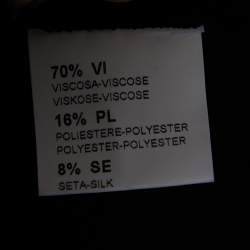 70% VI
VISCOSA-VISCOSE
VISKOSE-VISCOSE
16% PL
POLIESTERE-POLYESTER
POLYESTER-POLYESTER
8% SE
SETA-SILK